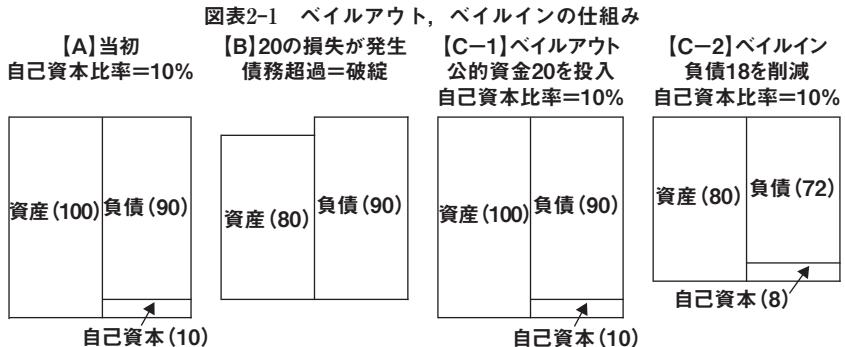 図表2-1　ベイルアウト，ベイルインの仕組み
【A】当初
自己資本比率＝10%
【B】20の損失が発生
債務超過＝破綻
【C－1】ベイルアウト
公的資金20を投入
自己資本比率＝10%
【C－2】ベイルイン
負債18を削減
自己資本比率＝10%
資産（100）
負債（90）
自己資本（10）
資産（80）
負債（90）
資産（100）
負債（90）
自己資本（10）
資産（80）
負債（72）
自己資本（8）